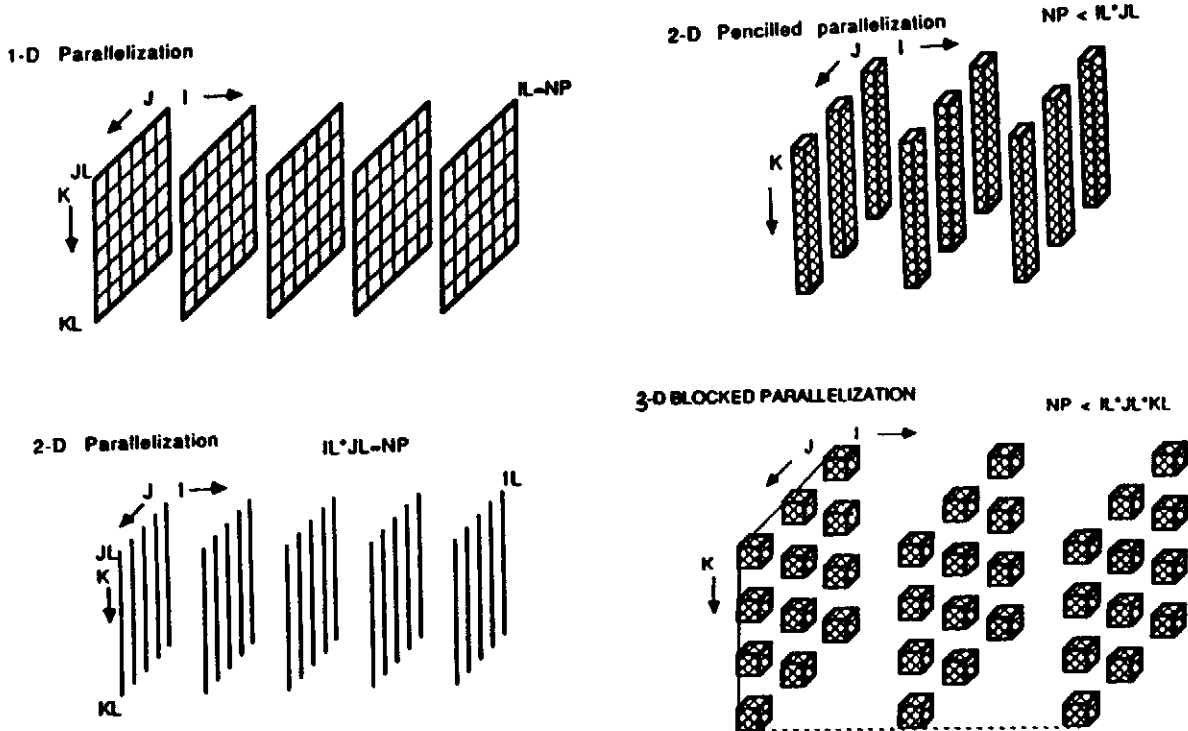 1-D Parallelization
J I
IL=NP
JL
K
KL
2-D Pencilled parallelization
NP < IL*JL
J I
K
2-D Parallelization
IL*JL=NP
J I
IL
JL
K
KL
3-D BLOCKED PARALLELIZATION
NP < IL*JL*KL
J I
K